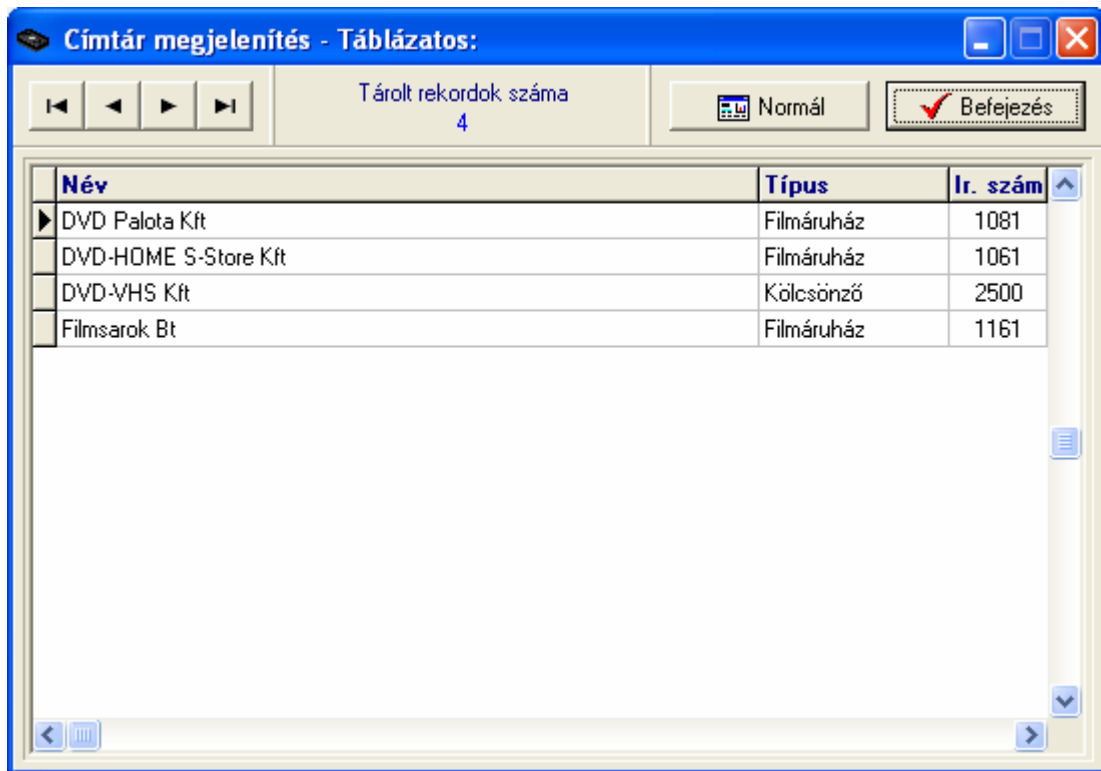 Címtár megjelenítés - Táblázatos:
Tárolt rekordok száma
4
Normál
Befejezés
Név Típus Ir. szám
DVD Palota Kft Filmáruház 1081
DVD-HOME S-Store Kft Filmáruház 1061
DVD-VHS Kft Kölcsönző 2500
Filmsarok Bt Filmáruház 1161